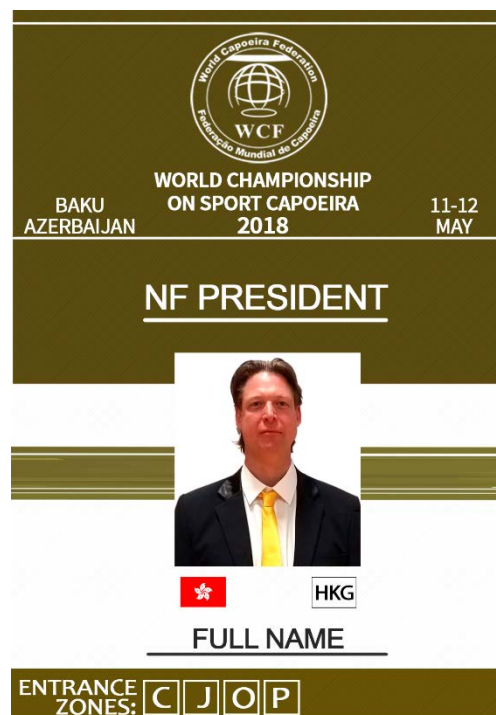 World Capoeira Federation
WCF
Federação Mundial de Capoeira
WORLD CHAMPIONSHIP
ON SPORT CAPOEIRA
2018
BAKU
AZERBAIJAN
11-12
MAY
NF PRESIDENT
HKG
FULL NAME
ENTRANCE
ZONES: C J O P